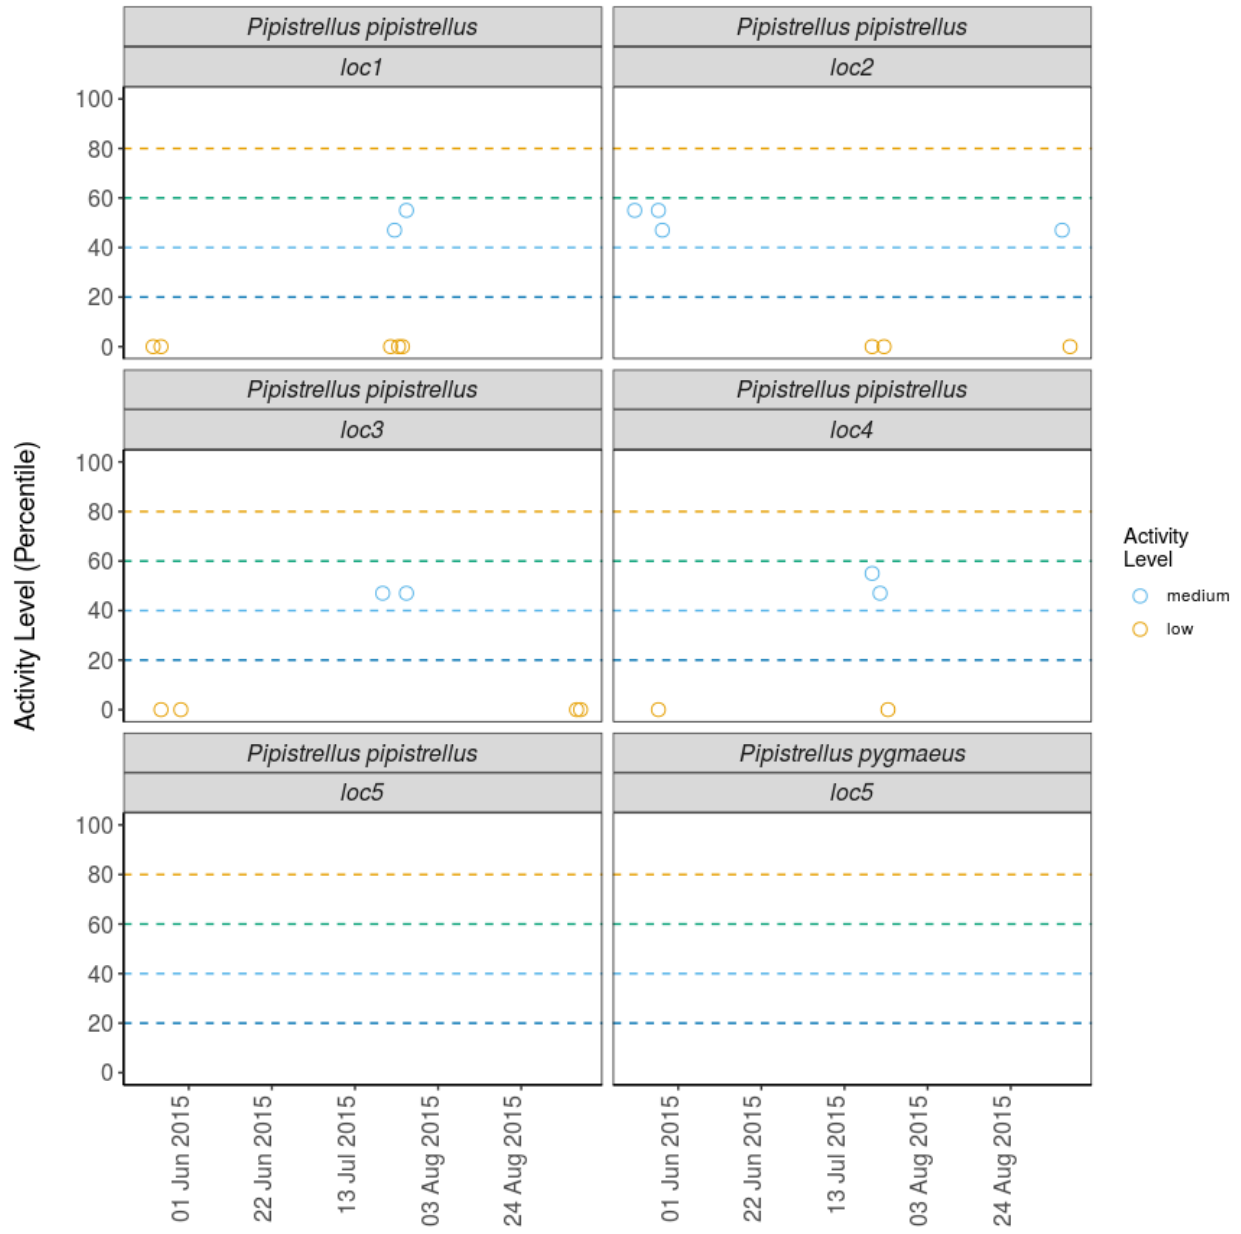 Pipistrellus pipistrellus
Pipistrellus pipistrellus
loc1
loc2
100
80
60
40
20
0
Pipistrellus pipistrellus
Pipistrellus pipistrellus
loc3
loc4
100
80
60
40
20
0
Activity Level (Percentile)
Activity
Level
medium
low
Pipistrellus pipistrellus
Pipistrellus pygmaeus
loc5
loc5
100
80
60
40
20
0
01 Jun 2015
22 Jun 2015
13 Jul 2015
03 Aug 2015
24 Aug 2015
01 Jun 2015
22 Jun 2015
13 Jul 2015
03 Aug 2015
24 Aug 2015